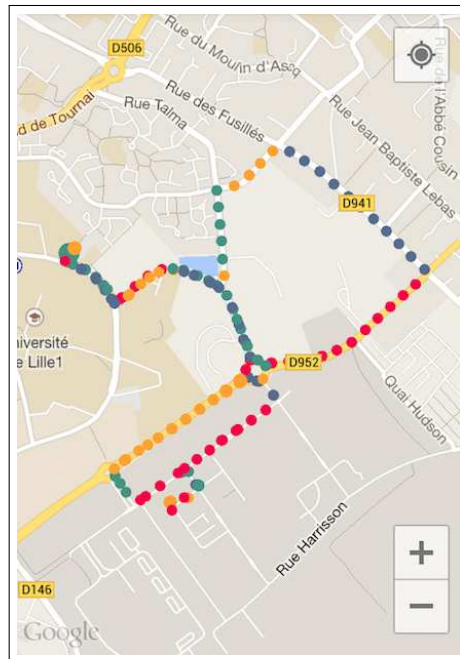 D506
Rue du Moulin d'Ascq
Rue Talma
Rue des Fusillés
Rue de l'Abbé Cousin
d de Tournai
Rue Jean Baptiste Lebas
D941
niversité
e Lille1
D952
Quai Hudson
Rue Harrisson
+
−
D146
Google